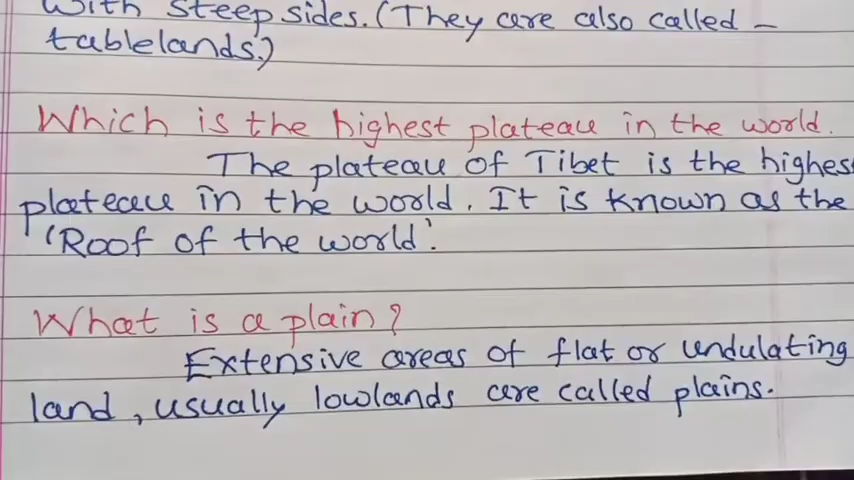 with steep sides. (They are also called –
tablelands.)
Which is the highest plateau in the world.
The plateau of Tibet is the highes
plateau in the world. It is known as the
'Roof of the world'.
What is a plain?
Extensive areas of flat or undulating
land, usually lowlands are called plains.